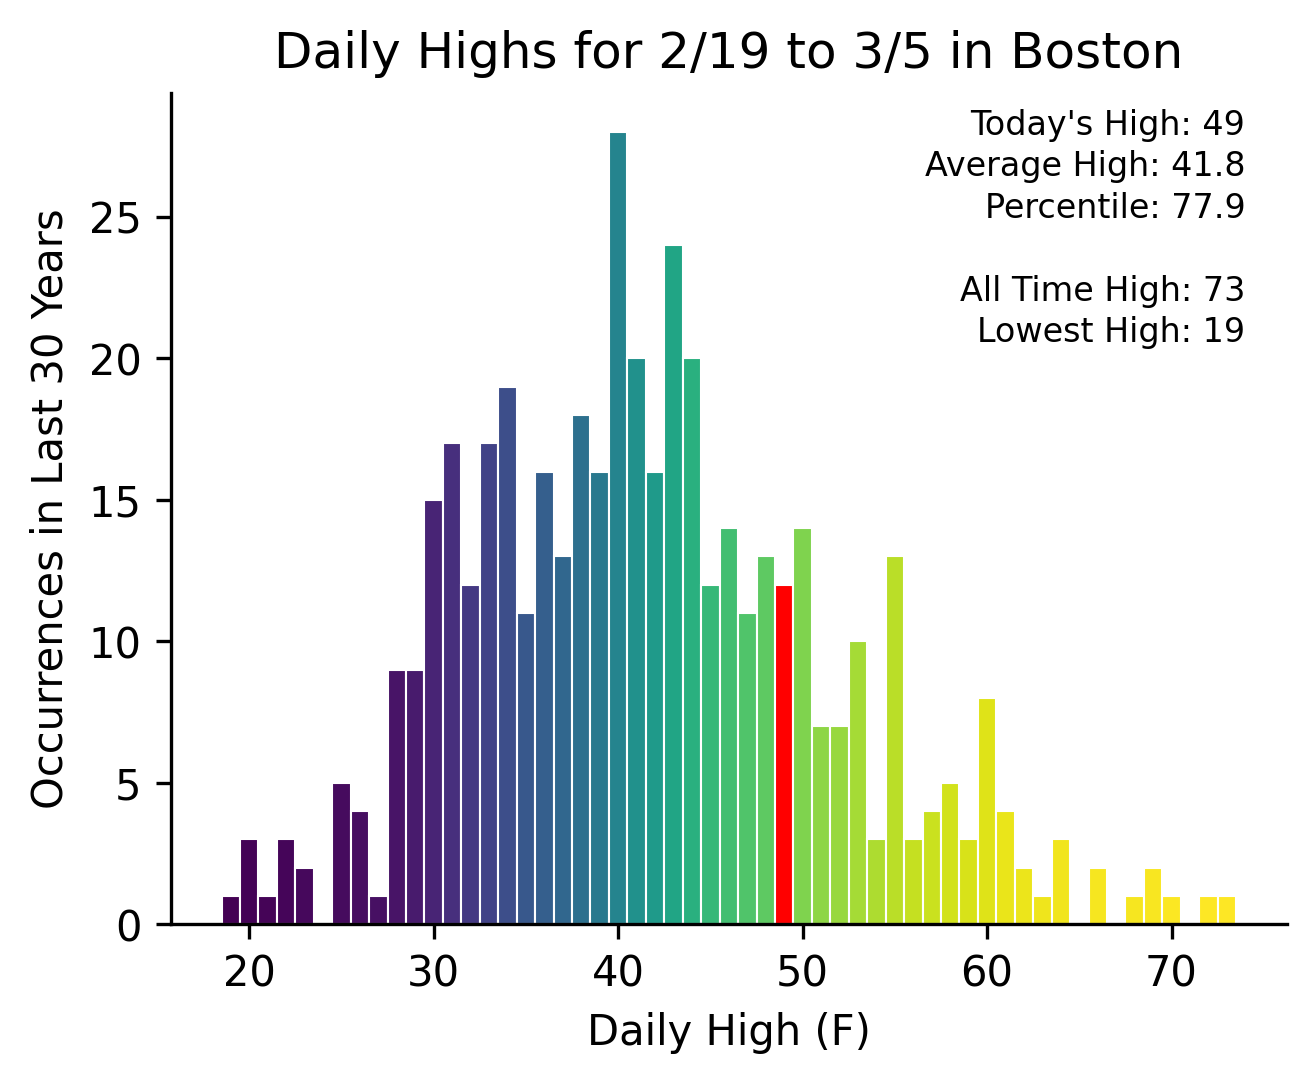 Daily Highs for 2/19 to 3/5 in Boston
Today's High: 49
Average High: 41.8
Percentile: 77.9
All Time High: 73
Lowest High: 19
Occurrences in Last 30 Years
25
20
15
10
5
0
20 30 40 50 60 70
Daily High (F)